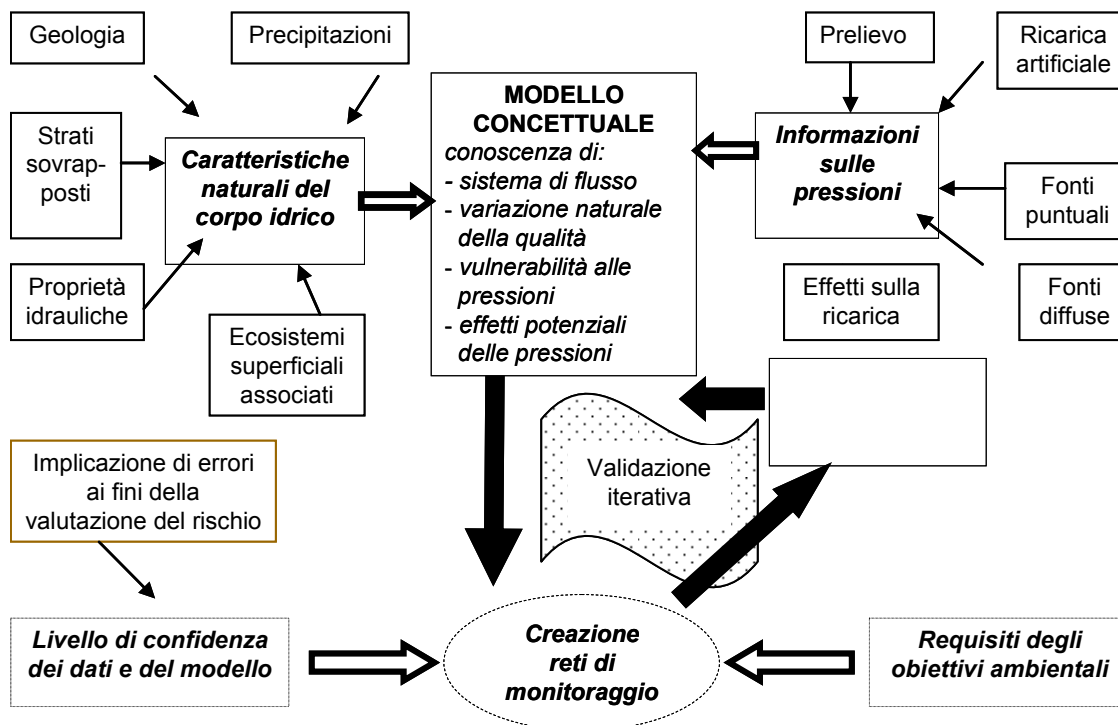 Geologia
Precipitazioni
Prelievo
Ricarica
artificiale
Strati
sovrap-
posti
Caratteristiche
naturali del
corpo idrico
MODELLO
CONCETTUALE
conoscenza di:
- sistema di flusso
- variazione naturale
della qualità
- vulnerabilità alle
pressioni
- effetti potenziali
delle pressioni
Informazioni
sulle
pressioni
Fonti
puntuali
Proprietà
idrauliche
Ecosistemi
superficiali
associati
Effetti sulla
ricarica
Fonti
diffuse
Implicazione di errori
ai fini della
valutazione del rischio
Validazione
iterativa
Livello di confidenza
dei dati e del modello
Creazione
reti di
monitoraggio
Requisiti degli
obiettivi ambientali